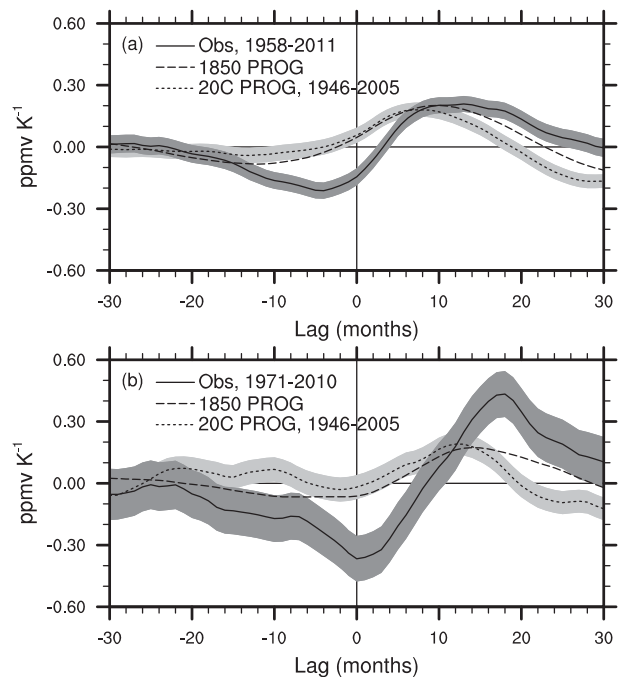 0.60
(a)
Obs, 1958-2011
1850 PROG
0.30
20C PROG, 1946-2005
ppmv K⁻¹
0.00
-0.30
-0.60
-30 -20 -10 0 10 20 30
Lag (months)
0.60
(b)
Obs, 1971-2010
1850 PROG
0.30
20C PROG, 1946-2005
ppmv K⁻¹
0.00
-0.30
-0.60
-30 -20 -10 0 10 20 30
Lag (months)